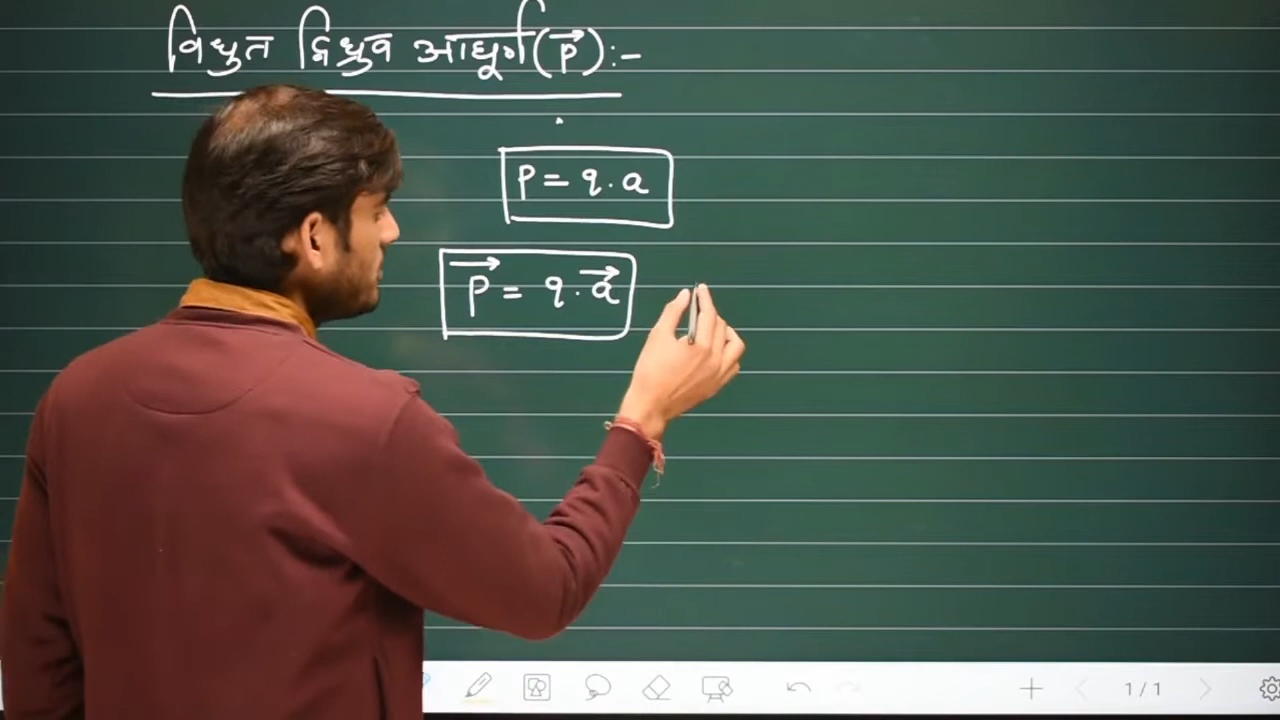 विधुत द्विध्रुव आघूर्ण (p⃗):-
P = q . a
P⃗ = q . a⃗
1/1